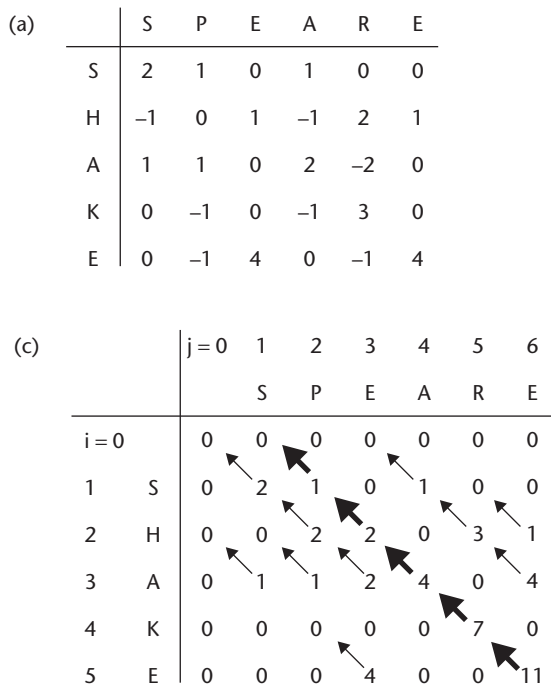 (a) S P E A R E
S 2 1 0 1 0 0
H –1 0 1 –1 2 1
A 1 1 0 2 –2 0
K 0 –1 0 –1 3 0
E 0 –1 4 0 –1 4
(c) j = 0 1 2 3 4 5 6
S P E A R E
i = 0 0 0 0 0 0 0 0
1 S 0 2 1 0 1 0 0
2 H 0 0 2 2 0 3 1
3 A 0 1 1 2 4 0 4
4 K 0 0 0 0 0 7 0
5 E 0 0 0 4 0 0 11